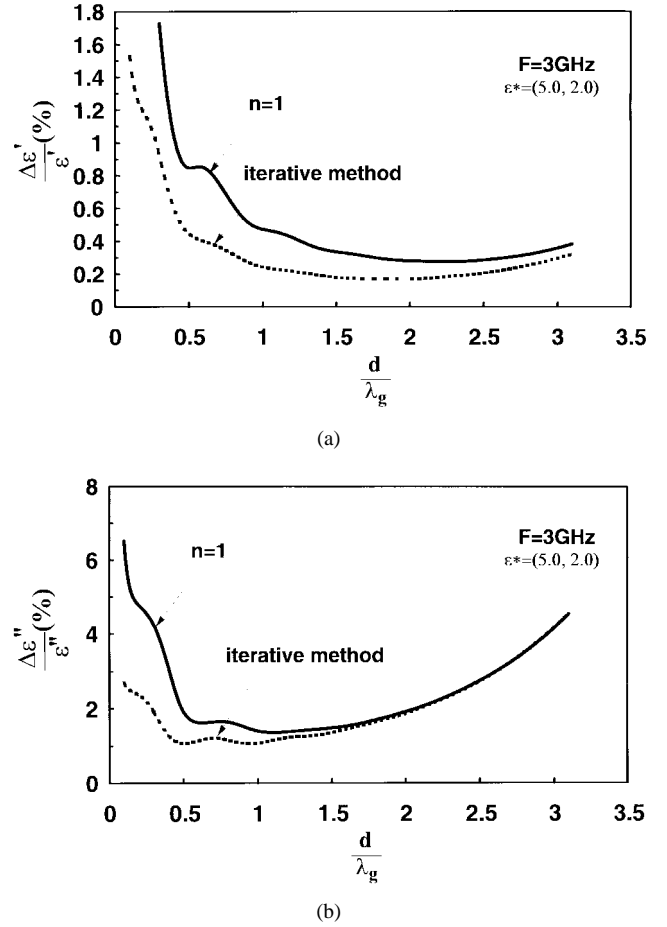 1.8
1.6
1.4
1.2
1
0.8
0.6
0.4
0.2
0
Δε'
ε'
(%)
F=3GHz
ε*=(5.0, 2.0)
n=1
iterative method
0 0.5 1 1.5 2 2.5 3 3.5
d
λg
(a)
8
6
4
2
0
Δε"
ε"
(%)
F=3GHz
ε*=(5.0, 2.0)
n=1
iterative method
0 0.5 1 1.5 2 2.5 3 3.5
d
λg
(b)